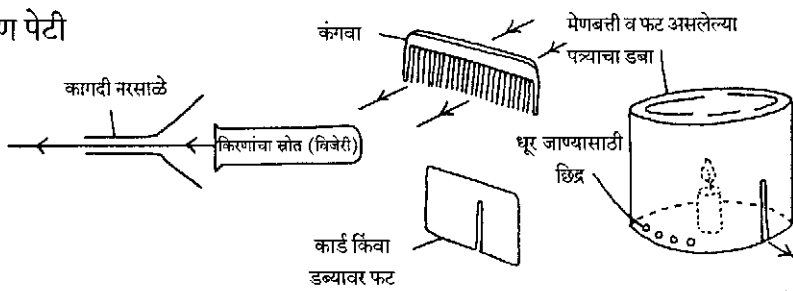 ण पेटी
कंगवा
मेणबत्ती व फट असलेल्या
पत्र्याचा डबा
कागदी नरसाळे
किरणांचा स्रोत (विजेरी)
धूर जाण्यासाठी
छिद्र
कार्ड किंवा
डब्यावर फट